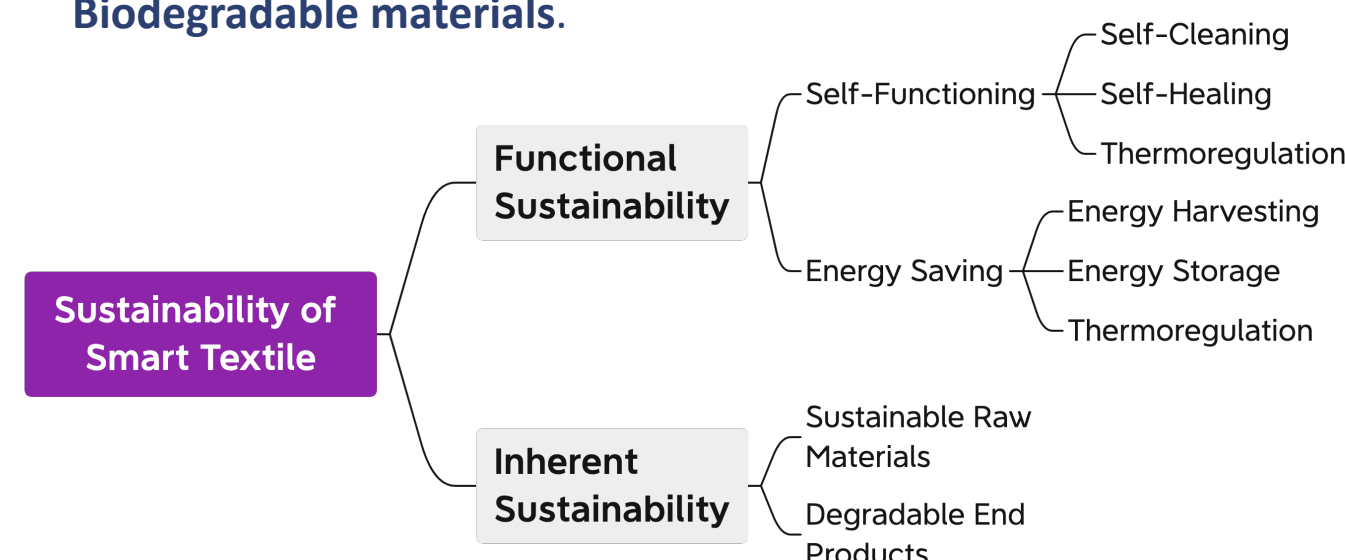 Biodegradable materials.
Sustainability of
Smart Textile
Functional
Sustainability
Self-Functioning
Self-Cleaning
Self-Healing
Thermoregulation
Energy Saving
Energy Harvesting
Energy Storage
Thermoregulation
Inherent
Sustainability
Sustainable Raw
Materials
Degradable End
Products